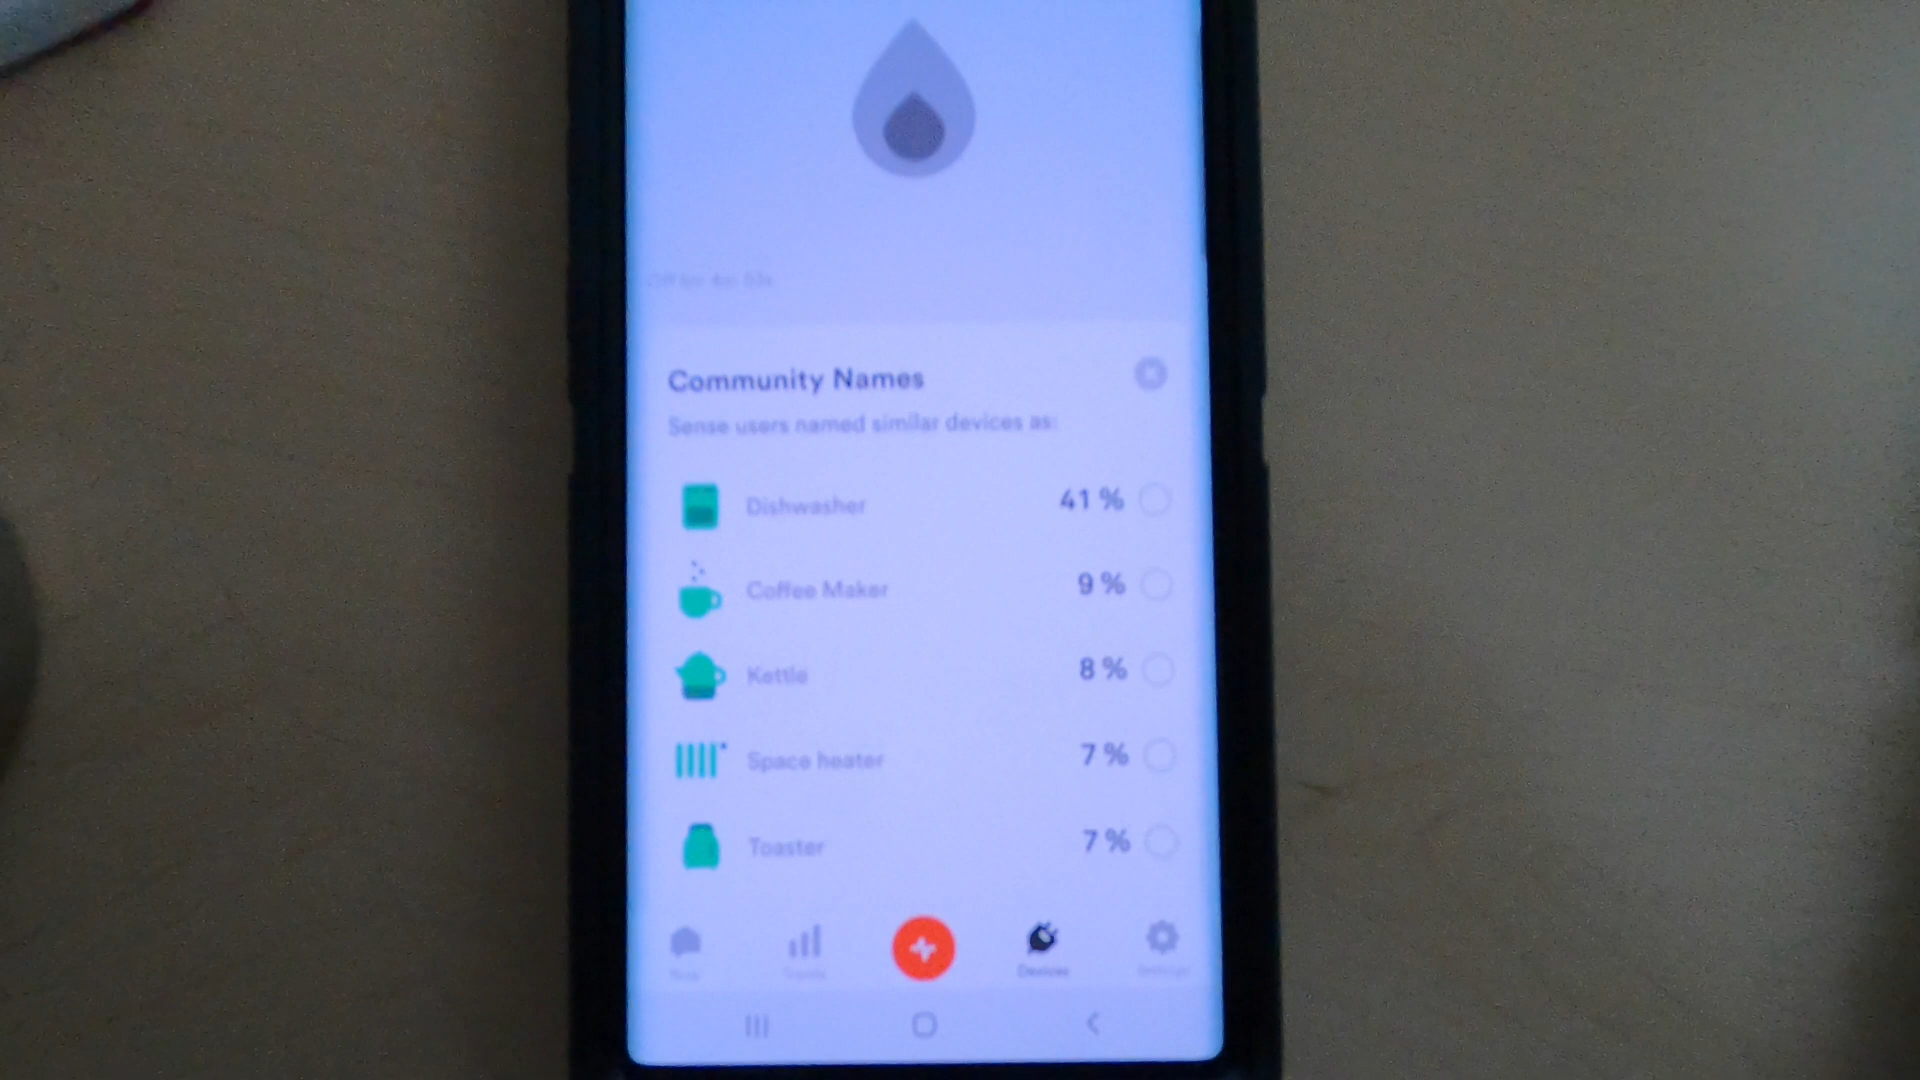 Community Names
Sense users named similar devices as:
Dishwasher 41 %
Coffee Maker 9 %
Kettle 8 %
Space heater 7 %
Toaster 7 %
Devices